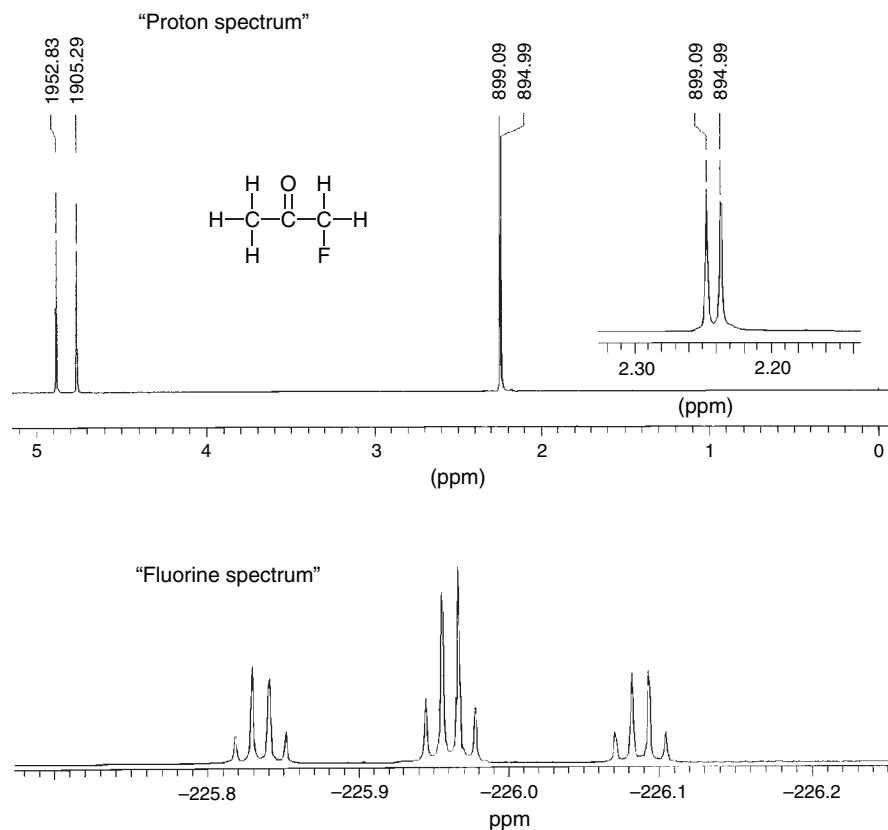 “Proton spectrum”
1952.83
1905.29
899.09
894.99
899.09
894.99
H O H
H—C—C—C—H
H F
2.30 2.20
(ppm)
5 4 3 2 1 0
(ppm)
“Fluorine spectrum”
–225.8 –225.9 –226.0 –226.1 –226.2
ppm